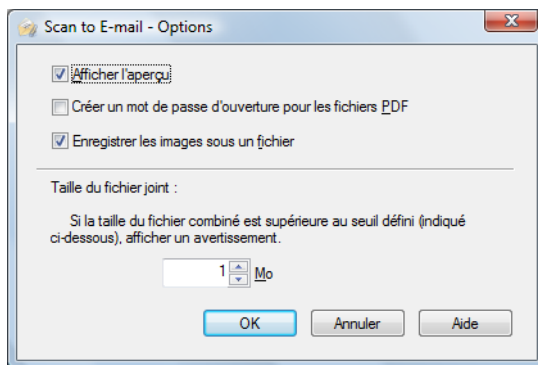 Scan to E-mail - Options
Afficher l'aperçu
Créer un mot de passe d'ouverture pour les fichiers PDF
Enregistrer les images sous un fichier
Taille du fichier joint :
Si la taille du fichier combiné est supérieure au seuil défini (indiqué
ci-dessous), afficher un avertissement.
1 Mo
OK Annuler Aide